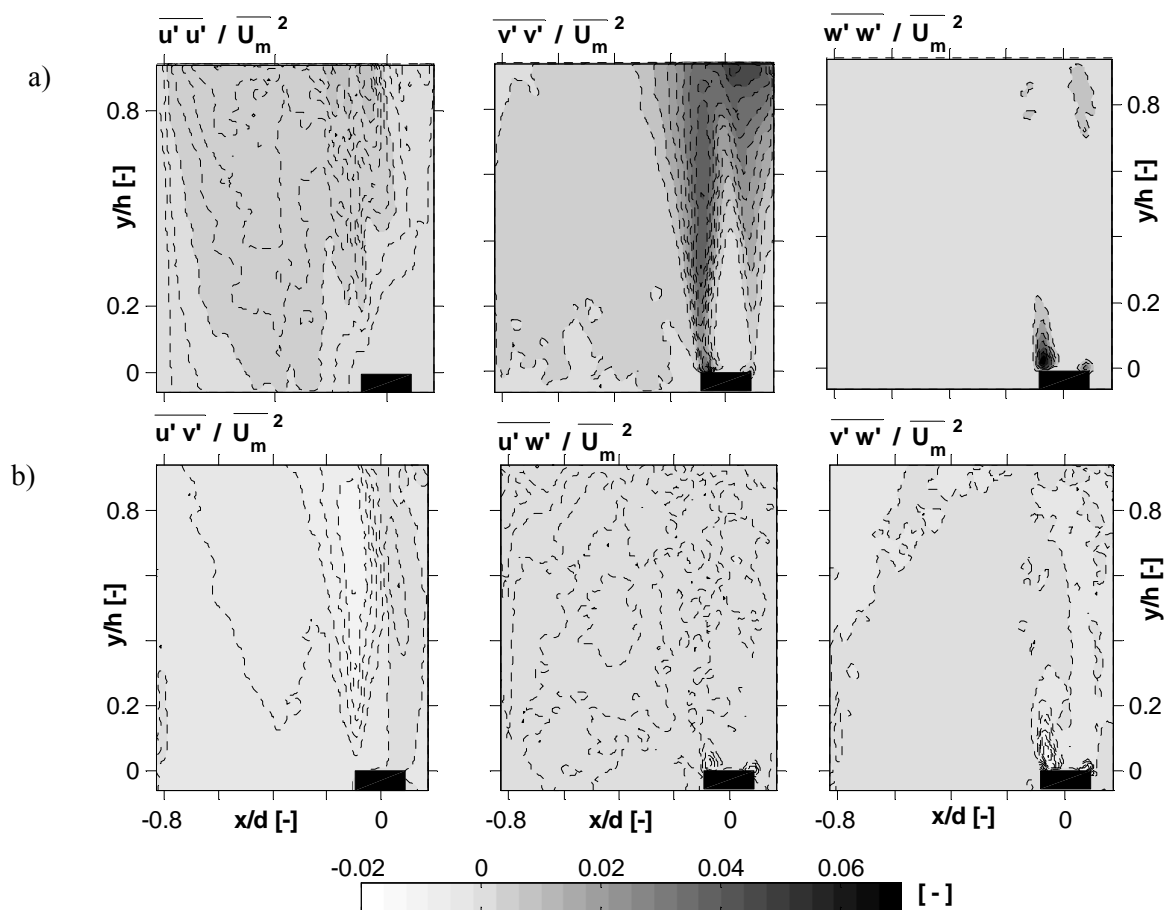 u' u' / U_m ² v' v' / U_m ² w' w' / U_m ²
a)
0.8 0.8
y/h [-] y/h [-]
0.2 0.2
0 0
u' v' / U_m ² u' w' / U_m ² v' w' / U_m ²
b)
0.8 0.8
y/h [-] y/h [-]
0.2 0.2
0 0
-0.8 x/d [-] 0 -0.8 0 x/d [-] 0
-0.02 0 0.02 0.04 0.06
[ - ]